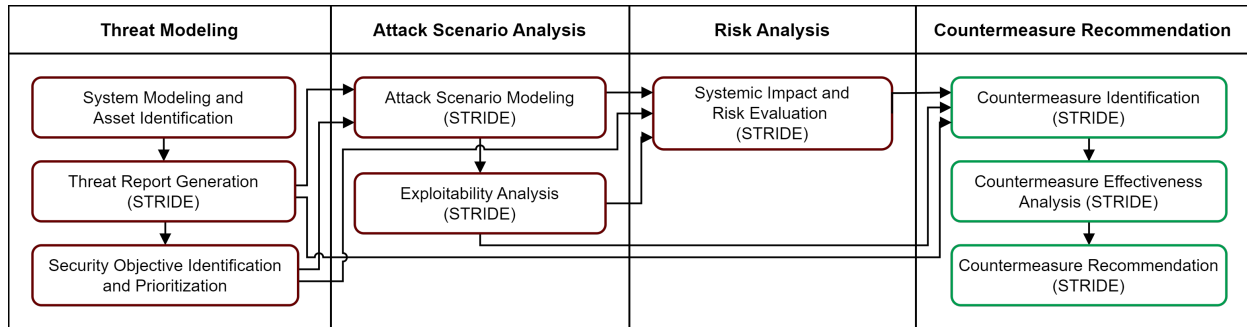 Threat Modeling
Attack Scenario Analysis
Risk Analysis
Countermeasure Recommendation
System Modeling and
Asset Identification
Threat Report Generation
(STRIDE)
Security Objective Identification
and Prioritization
Attack Scenario Modeling
(STRIDE)
Exploitability Analysis
(STRIDE)
Systemic Impact and
Risk Evaluation
(STRIDE)
Countermeasure Identification
(STRIDE)
Countermeasure Effectiveness
Analysis (STRIDE)
Countermeasure Recommendation
(STRIDE)